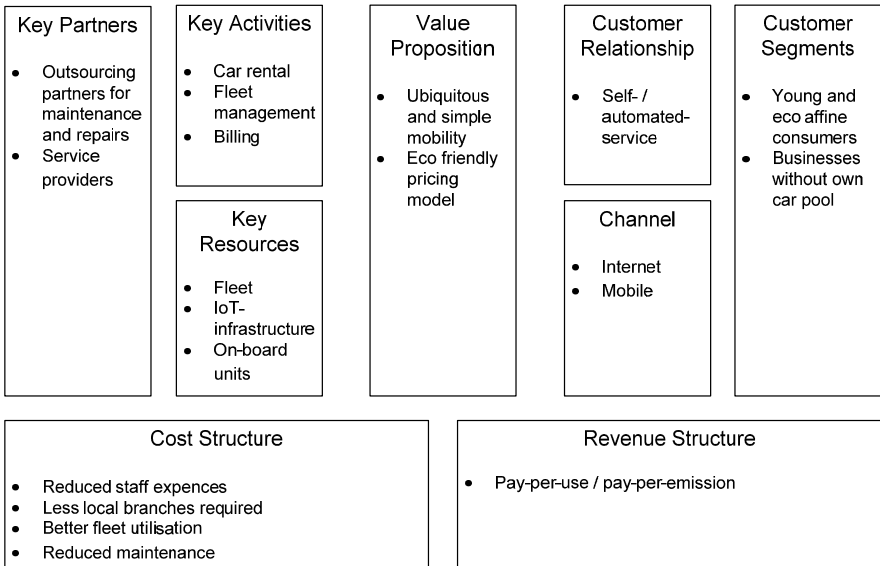 Key Partners
• Outsourcing
partners for
maintenance
and repairs
• Service
providers
Key Activities
• Car rental
• Fleet
management
• Billing
Key
Resources
• Fleet
• IoT-
infrastructure
• On-board
units
Value
Proposition
• Ubiquitous
and simple
mobility
• Eco friendly
pricing
model
Customer
Relationship
• Self- /
automated-
service
Channel
• Internet
• Mobile
Customer
Segments
• Young and
eco affine
consumers
• Businesses
without own
car pool
Cost Structure
• Reduced staff expences
• Less local branches required
• Better fleet utilisation
• Reduced maintenance
Revenue Structure
• Pay-per-use / pay-per-emission